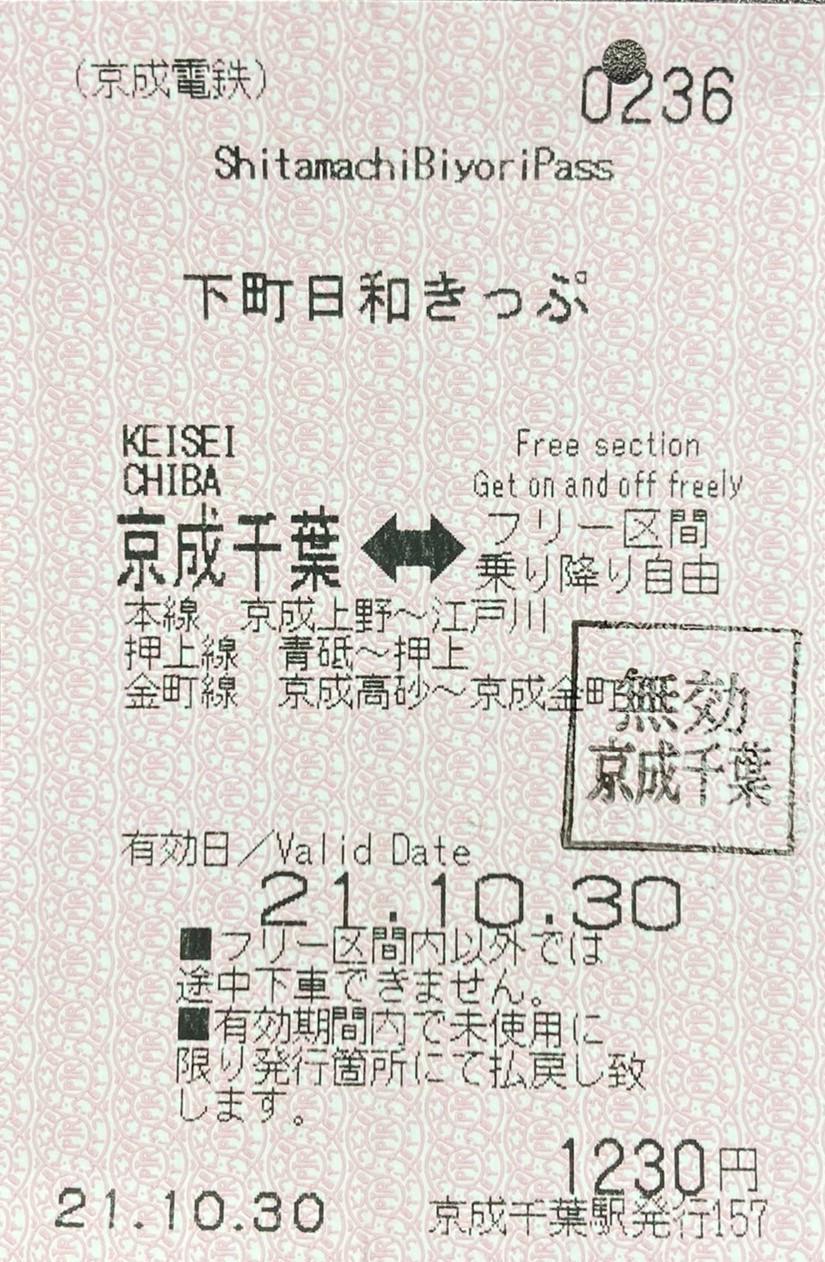 (京成電鉄)
0236
ShitamachiBiyoriPass
下町日和きっぷ
KEISEI
CHIBA
京成千葉
Free section
Get on and off freely
フリー区間
乗り降り自由
本線 京成上野～江戸川
押上線 青砥～押上
金町線 京成高砂～京成金町
無効
京成千葉
有効日/Valid Date
21.10.30
■フリー区間内以外では
途中下車できません。
■有効期間内で未使用に
限り発行箇所にて払戻し致
します。
1230円
21.10.30
京成千葉駅発行157